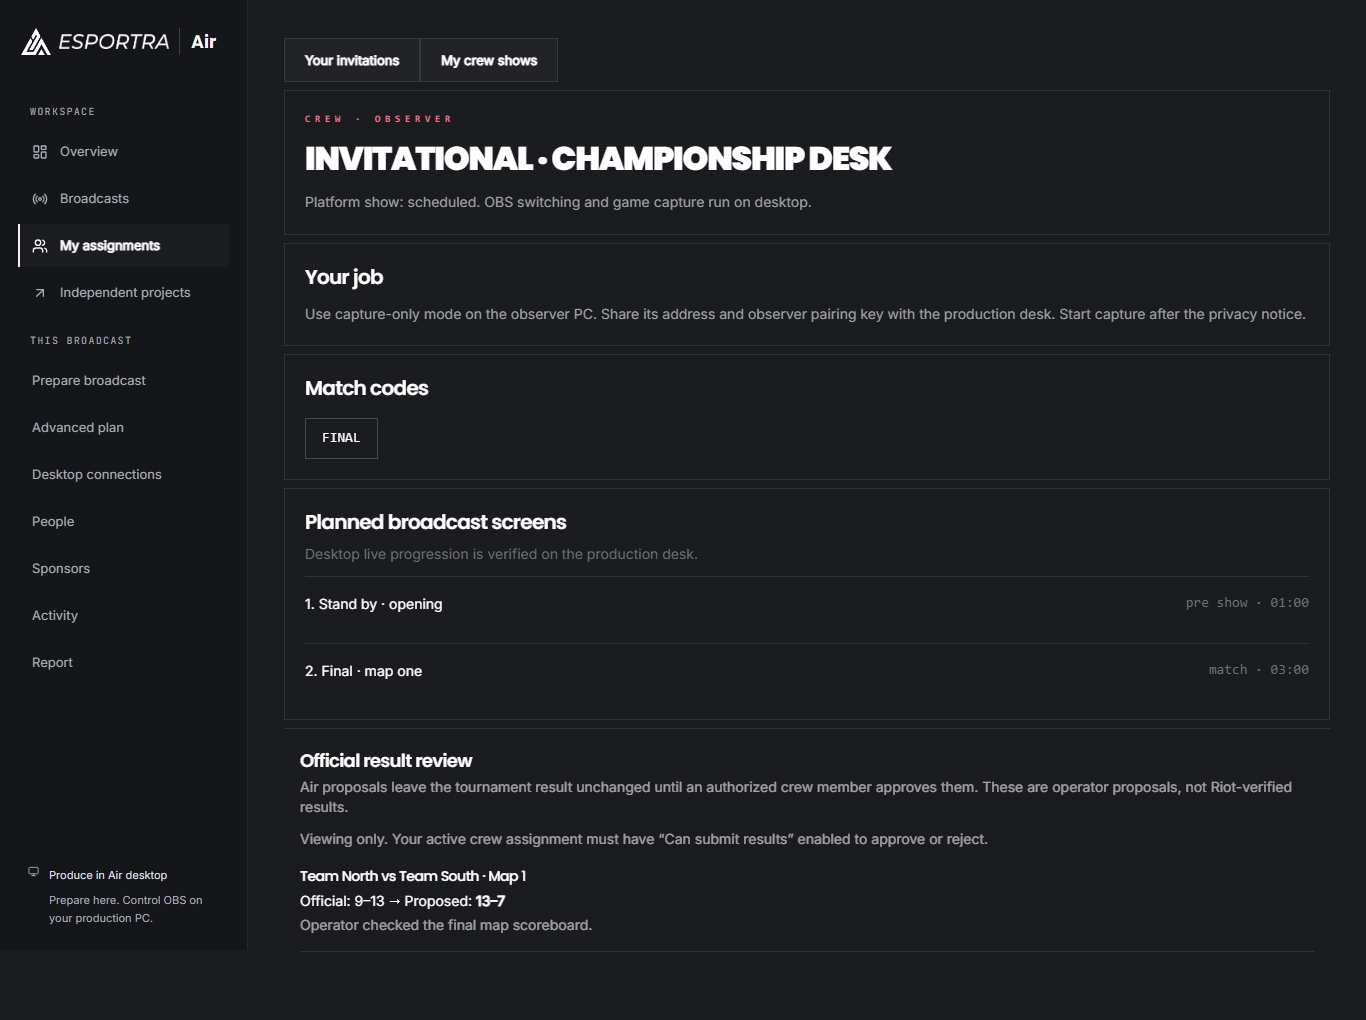 ESPORTRA Air
WORKSPACE
Overview
Broadcasts
My assignments
Independent projects
THIS BROADCAST
Prepare broadcast
Advanced plan
Desktop connections
People
Sponsors
Activity
Report
Produce in Air desktop
Prepare here. Control OBS on
your production PC.
Your invitations
My crew shows
CREW · OBSERVER
INVITATIONAL · CHAMPIONSHIP DESK
Platform show: scheduled. OBS switching and game capture run on desktop.
Your job
Use capture-only mode on the observer PC. Share its address and observer pairing key with the production desk. Start capture after the privacy notice.
Match codes
FINAL
Planned broadcast screens
Desktop live progression is verified on the production desk.
1. Stand by · opening
pre show · 01:00
2. Final · map one
match · 03:00
Official result review
Air proposals leave the tournament result unchanged until an authorized crew member approves them. These are operator proposals, not Riot-verified
results.
Viewing only. Your active crew assignment must have “Can submit results” enabled to approve or reject.
Team North vs Team South · Map 1
Official: 9–13 → Proposed: 13–7
Operator checked the final map scoreboard.